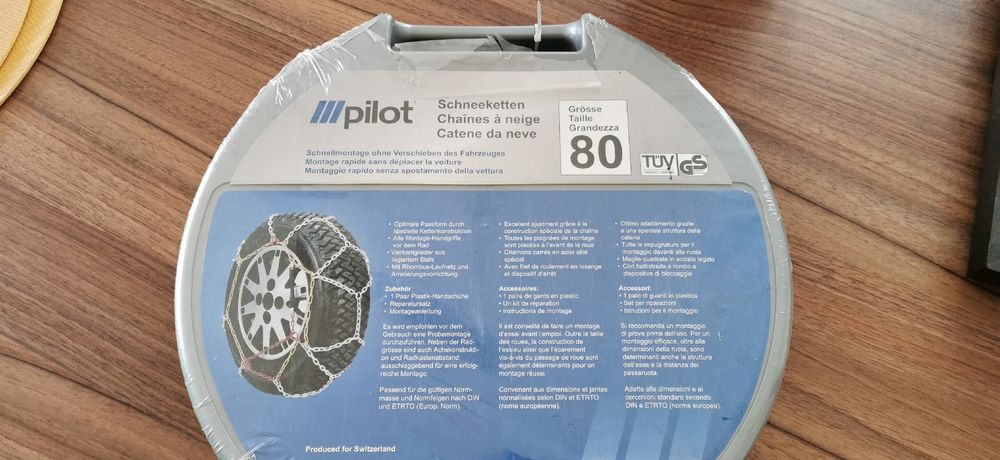 pilot
Schneeketten
Chaînes à neige
Catene da neve
Grösse
Taille
Grandezza
80
TÜV
GS
Schnellmontage ohne Verschieben des Fahrzeuges
Montage rapide sans déplacer la voiture
Montaggio rapido senza spostamento della vettura
• Optimale Passform durch
spezielle Kettenkonstruktion
• Alle Montage-Handgriffe
vor dem Rad
• Vierkantglieder aus
legiertem Stahl
• Mit Rhombus-Laufnetz und
Arretierungsvorrichtung
Zubehör
• 1 Paar Plastik-Handschuhe
• Reparatursatz
• Montageanleitung
Es wird empfohlen vor dem
Gebrauch eine Probemontage
durchzuführen. Neben der Rad-
grösse sind auch Achskonstrukti-
on und Radkastenabstand
ausschlaggebend für eine erfolg-
reiche Montage.
Passend für die gültigen Norm-
masse und Normfelgen nach DIN
und ETRTO (Europ. Norm).
• Excellent ajustment grâce à la
construction spéciale de la chaîne
• Toutes les poignées de montage
sont placées à l'avant de la roue
• Chaînons carrés en acier allié
spécial
• Avec filet de roulement en losange
et dispositif d'arrêt
Accessoires:
• 1 paire de gants en plastic
• Un kit de réparation
• instructions de montage
Il est conseillé de faire un montage
d'essai avant l'emploi. Outre la taille
des roues, la construction de
l'essieu ainsi que l'écartement
vis-à-vis du passage de roue sont
également déterminants pour un
montage réussi.
Convenant aux dimensions et jantes
normalisées selon DIN et ETRTO
(norme européenne).
• Ottimo adattamento grazie
a una speciale struttura della
catena
• Tutte le impugnature per il
montaggio davanti alla ruota
• Maglie quadrate in acciaio legato
• Con battistrada a rombo e
dispositivo di bloccaggio
Accessori:
• 1 paio di guanti in plastica
• Set per riparazioni
• Istruzioni per il montaggio
Si raccomanda un montaggio
di prova prima dell'uso. Per un
montaggio efficace, oltre alle
dimensioni della ruota, sono
determinanti anche la struttura
dell'asse e la distanza dei
passaruota.
Adatte alle dimensioni e ai
cerchioni standard secondo
DIN e ETRTO (norma europea).
Produced for Switzerland